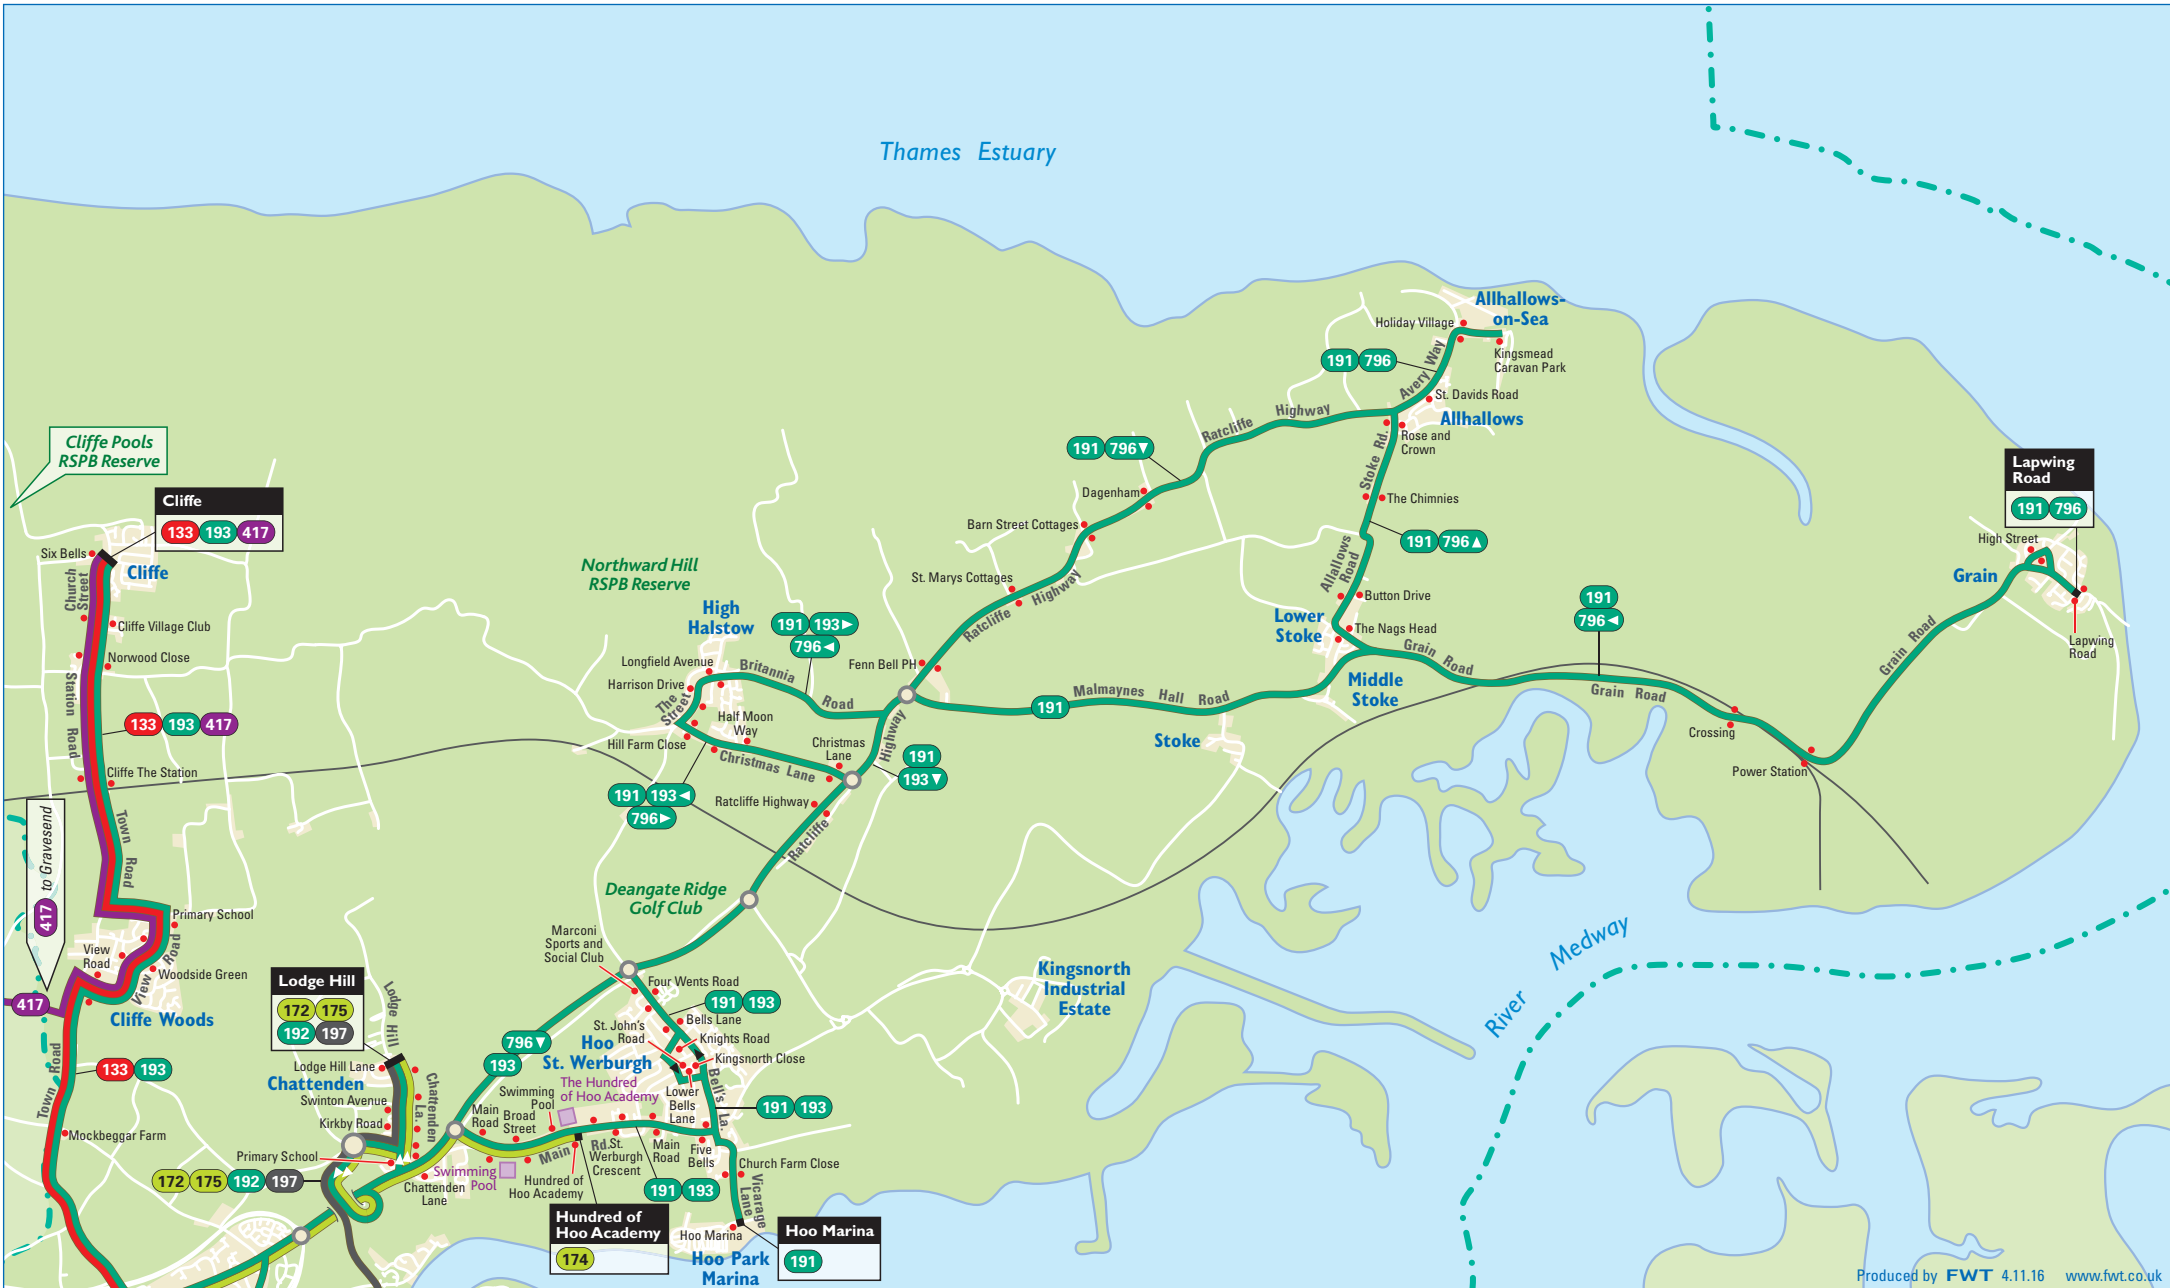 Thames Estuary
Allhallows-
on-Sea
Holiday Village
Kingsmead
Caravan Park
191 796
Avery Way
St. Davids Road
Allhallows
Ratcliffe Highway
Rose and
Crown
191 796▼
Stoke Rd.
Dagenham
The Chimnies
Barn Street Cottages
191 796▲
St. Marys Cottages
Ratcliffe Highway
Allallows
Road
Button Drive
Lower
Stoke
The Nags Head
Grain Road
Middle
Stoke
191
796◄
Grain Road
Crossing
Power Station
Grain Road
Grain
High Street
Lapwing
Road
191 796
Lapwing
Road
Cliffe Pools
RSPB Reserve
Cliffe
133 193 417
Six Bells
Cliffe
Church
Street
Cliffe Village Club
Norwood Close
Station Road
133 193 417
Cliffe The Station
Town Road
to Gravesend
417
Primary School
View
Road
View Road
Woodside Green
417
Cliffe Woods
Town Road
133 193
Mockbeggar Farm
Northward Hill
RSPB Reserve
High
Halstow
191 193►
796◄
Longfield Avenue
Britannia Road
Harrison Drive
The
Street
Half Moon
Way
Hill Farm Close
Christmas Lane
Christmas
Lane
Fenn Bell PH
Highway
191
193▼
191 193◄
796►
Ratcliffe Highway
Ratcliffe
191
Malmaynes Hall Road
Stoke
Deangate Ridge
Golf Club
Marconi
Sports and
Social Club
Four Wents Road
191 193
Bells Lane
St. John's
Road
Knights Road
Hoo
St. Werburgh
Kingsnorth Close
796▼
193
The Hundred
of Hoo Academy
Swimming
Pool
Lower
Bells
Lane
Bell's La.
191 193
Main
Road
Broad
Street
Main Rd.
St.
Werburgh
Crescent
Main
Road
Five
Bells
Church Farm Close
Vicarage
Lane
Swimming
Pool
Hundred of
Hoo Academy
191 193
Hundred of
Hoo Academy
174
Hoo Marina
Hoo Park
Marina
Hoo Marina
191
Lodge Hill
172 175
192 197
Lodge Hill
Lodge Hill Lane
Chattenden
Swinton Avenue
Chattenden
La.
Kirkby Road
Primary School
172 175 192 197
Chattenden
Lane
Kingsnorth
Industrial
Estate
River Medway
Produced by FWT 4.11.16 www.fwt.co.uk